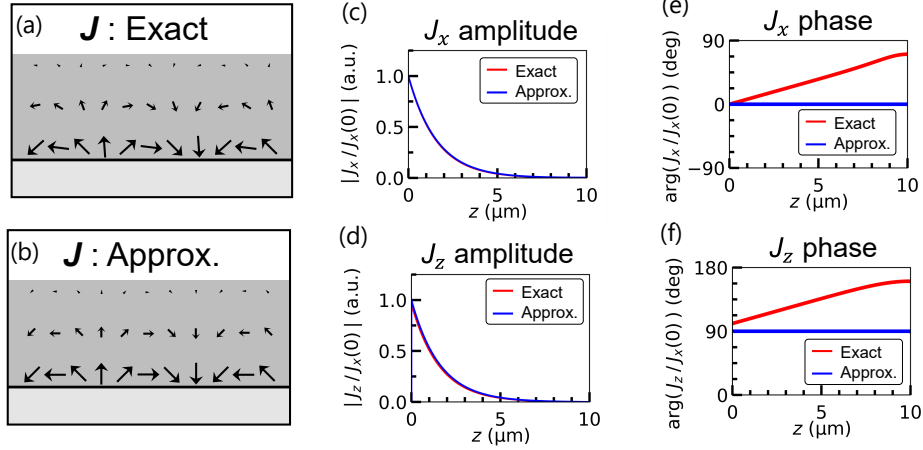 (a) J : Exact
(b) J : Approx.
(c) Jx amplitude
|Jx/Jx(0)| (a.u.)
1.0
0.5
0.0
0 5 10
z (μm)
Exact
Approx.
(d) Jz amplitude
|Jz/Jx(0)| (a.u.)
1.0
0.5
0.0
0 5 10
z (μm)
Exact
Approx.
(e) Jx phase
arg(Jx/Jx(0)) (deg)
90
0
−90
0 5 10
z (μm)
Exact
Approx.
(f) Jz phase
arg(Jz/Jx(0)) (deg)
180
90
0
0 5 10
z (μm)
Exact
Approx.